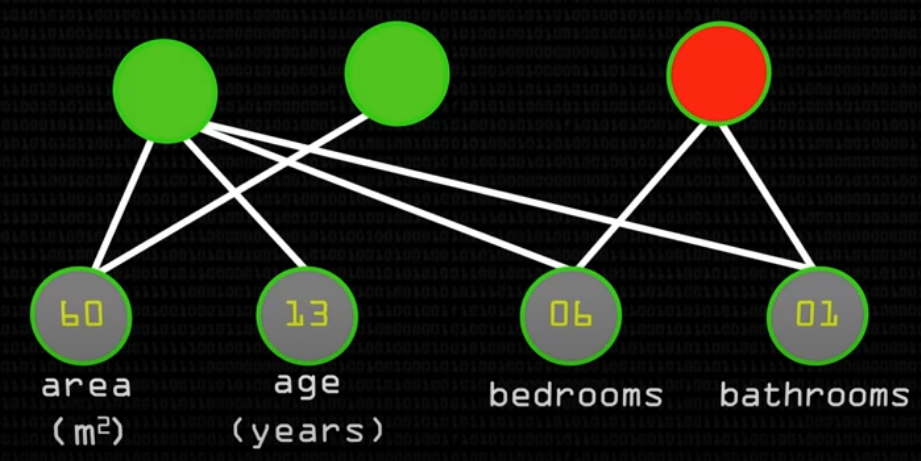 60
13
06
01
area
(m²)
age
(years)
bedrooms
bathrooms